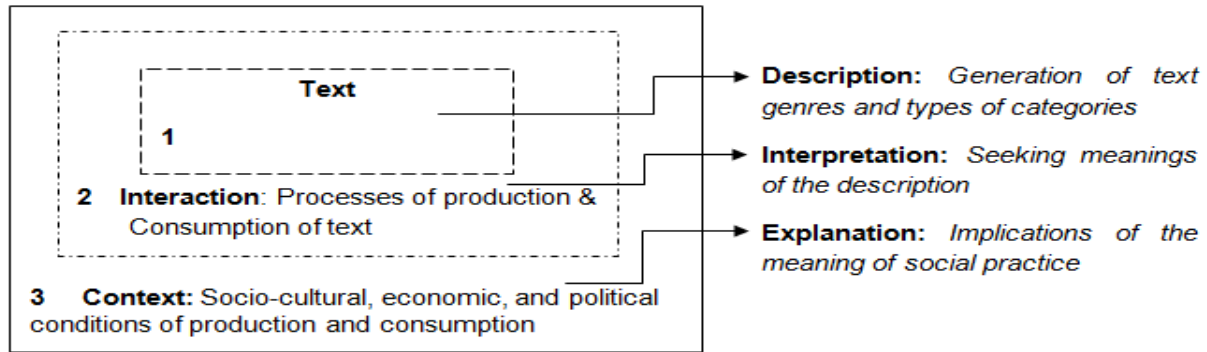 Text
1
2 Interaction: Processes of production &
Consumption of text
3 Context: Socio-cultural, economic, and political
conditions of production and consumption
Description: Generation of text
genres and types of categories
Interpretation: Seeking meanings
of the description
Explanation: Implications of the
meaning of social practice